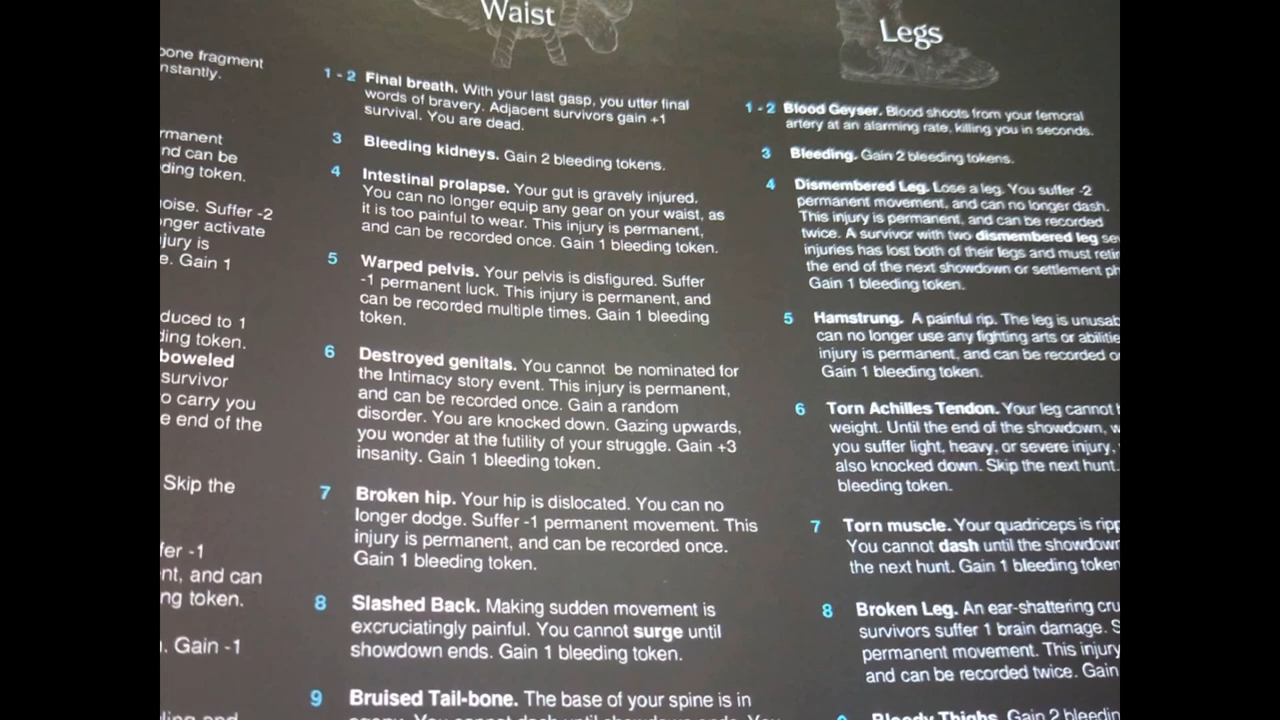 bone fragment
instantly.
and can be
token.
noise. Suffer -2
activate
injury is
Gain 1
reduced to 1
token.
survivor
to carry you
end of the
Skip the
-1
and can
token.
Gain -1
Waist
1 - 2 Final breath. With your last gasp, you utter final
words of bravery. Adjacent survivors gain +1
survival. You are dead.
3 Bleeding kidneys. Gain 2 bleeding tokens.
4 Intestinal prolapse. Your gut is gravely injured.
You can no longer equip any gear on your waist, as
it is too painful to wear. This injury is permanent,
and can be recorded once. Gain 1 bleeding token.
5 Warped pelvis. Your pelvis is disfigured. Suffer
-1 permanent luck. This injury is permanent, and
can be recorded multiple times. Gain 1 bleeding
token.
6 Destroyed genitals. You cannot be nominated for
the Intimacy story event. This injury is permanent,
and can be recorded once. Gain a random
disorder. You are knocked down. Gazing upwards,
you wonder at the futility of your struggle. Gain +3
insanity. Gain 1 bleeding token.
7 Broken hip. Your hip is dislocated. You can no
longer dodge. Suffer -1 permanent movement. This
injury is permanent, and can be recorded once.
Gain 1 bleeding token.
8 Slashed Back. Making sudden movement is
excruciatingly painful. You cannot surge until
showdown ends. Gain 1 bleeding token.
9 Bruised Tail-bone. The base of your spine is in
Legs
1 - 2 Blood Geyser. Blood shoots from your femoral
artery at an alarming rate, killing you in seconds.
3 Bleeding. Gain 2 bleeding tokens.
4 Dismembered Leg. Lose a leg. You suffer -2
permanent movement, and can no longer dash.
This injury is permanent, and can be recorded
twice. A survivor with two dismembered leg
injuries has lost both of their legs and must
the end of the next showdown or settlement
Gain 1 bleeding token.
5 Hamstrung. A painful rip. The leg is
can no longer use any fighting arts or
injury is permanent, and can be recorded
Gain 1 bleeding token.
6 Torn Achilles Tendon. Your leg cannot
weight. Until the end of the showdown,
you suffer light, heavy, or severe injury,
also knocked down. Skip the next hunt.
bleeding token.
7 Torn muscle. Your quadriceps is
You cannot dash until the showdown
the next hunt. Gain 1 bleeding token
8 Broken Leg. An ear-shattering
survivors suffer 1 brain damage.
permanent movement. This injury
and can be recorded twice. Gain
Bloody Thighs. Gain 2